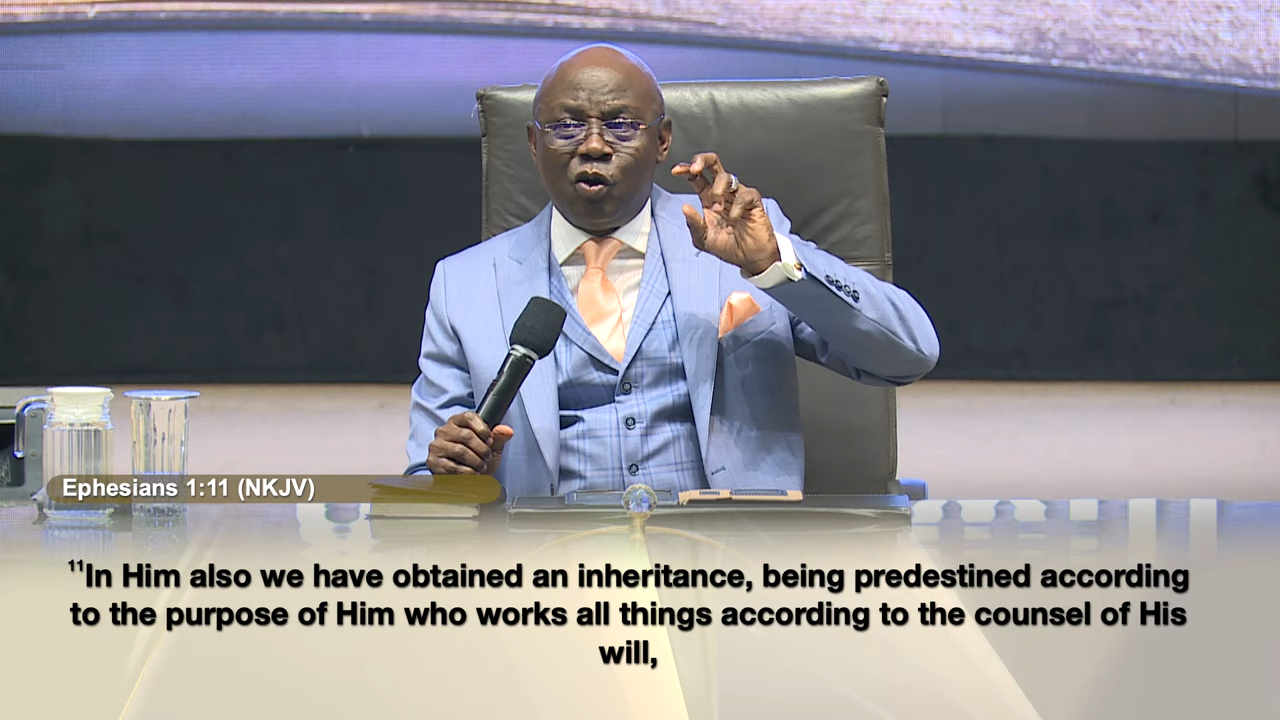 Ephesians 1:11 (NKJV)
¹¹In Him also we have obtained an inheritance, being predestined according
to the purpose of Him who works all things according to the counsel of His
will,